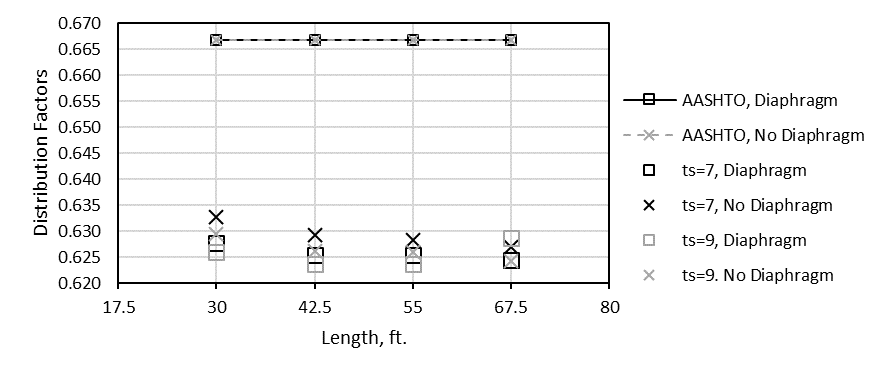 0.670
0.665
0.660
0.655
0.650
0.645
0.640
0.635
0.630
0.625
0.620
Distribution Factors
17.5 30 42.5 55 67.5 80
Length, ft.
AASHTO, Diaphragm
AASHTO, No Diaphragm
ts=7, Diaphragm
ts=7, No Diaphragm
ts=9, Diaphragm
ts=9. No Diaphragm